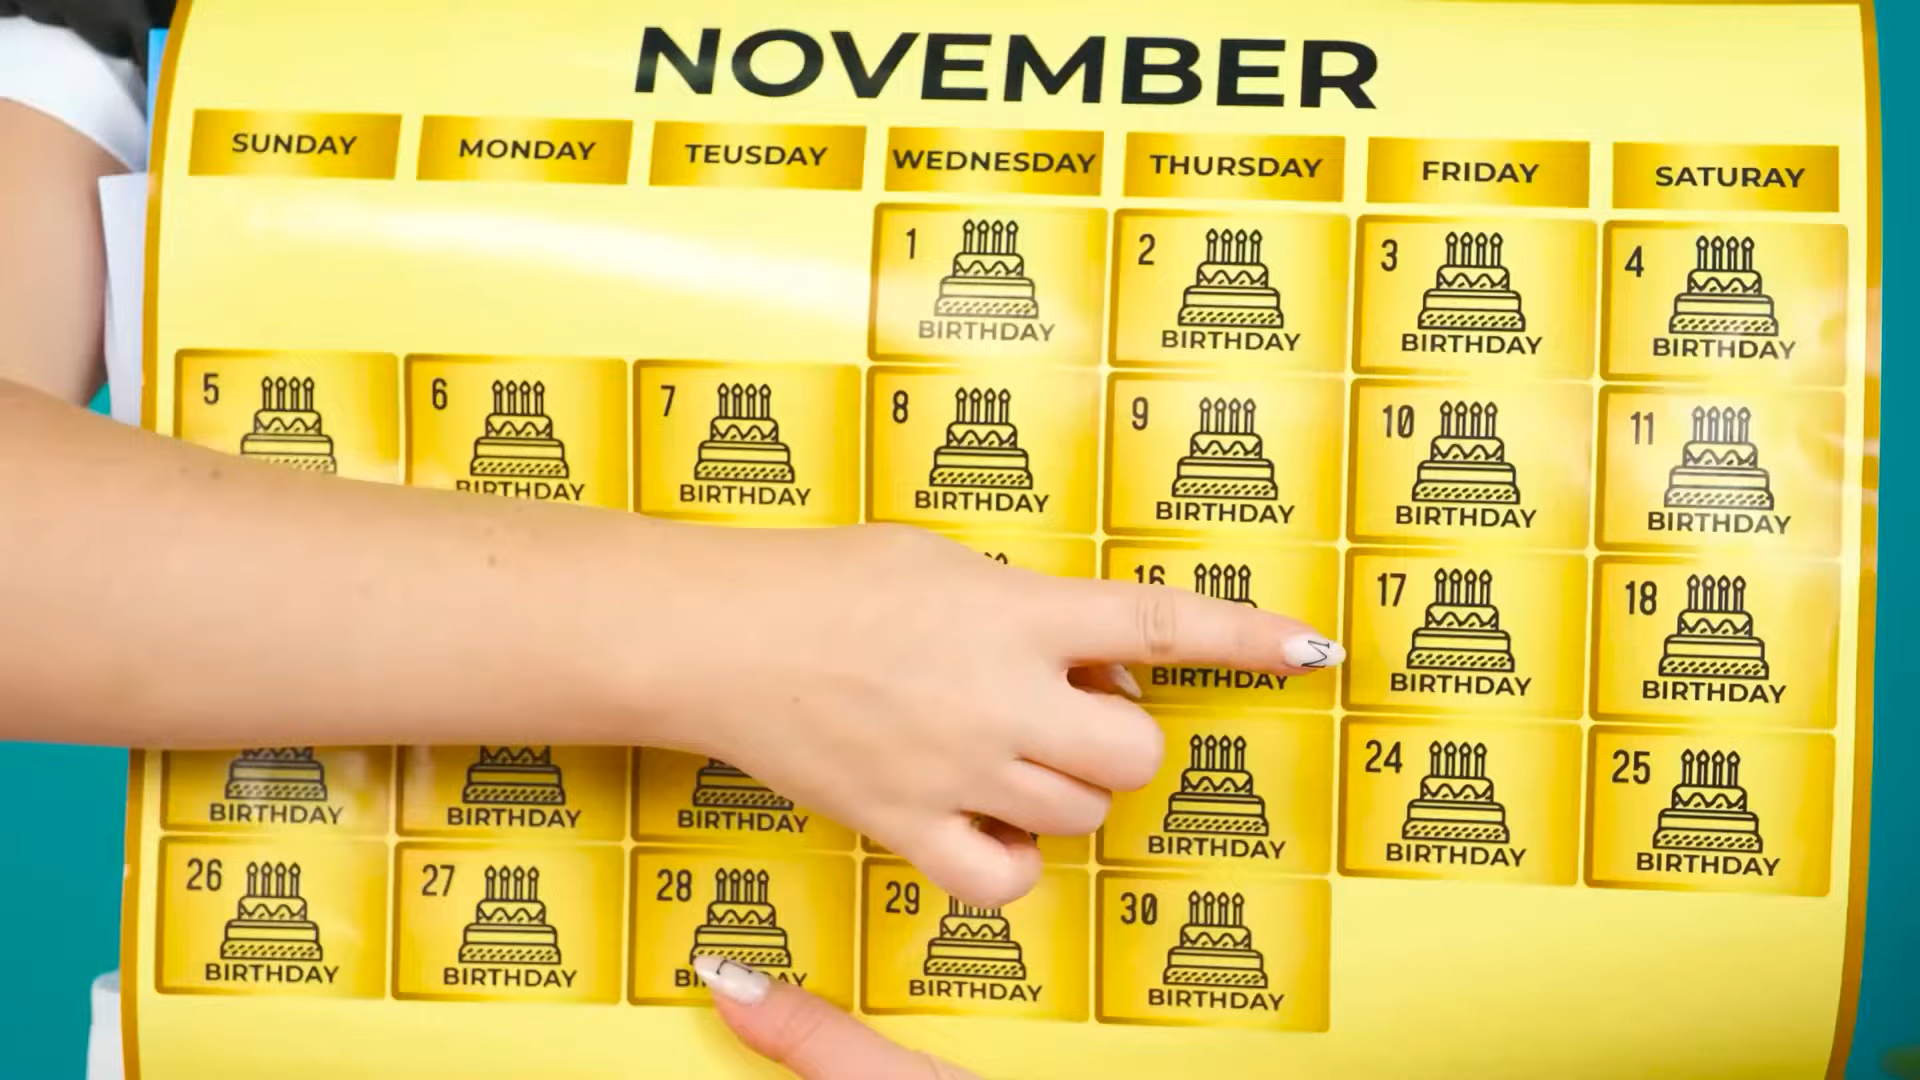 NOVEMBER
SUNDAY MONDAY TEUSDAY WEDNESDAY THURSDAY FRIDAY SATURAY
1 2 3 4
BIRTHDAY BIRTHDAY BIRTHDAY BIRTHDAY
5 6 7 8 9 10 11
BIRTHDAY BIRTHDAY BIRTHDAY BIRTHDAY BIRTHDAY BIRTHDAY
16 17 18
BIRTHDAY BIRTHDAY BIRTHDAY
24 25
BIRTHDAY BIRTHDAY BIRTHDAY BIRTHDAY BIRTHDAY BIRTHDAY
26 27 28 29 30
BIRTHDAY BIRTHDAY BIRTHDAY BIRTHDAY
M